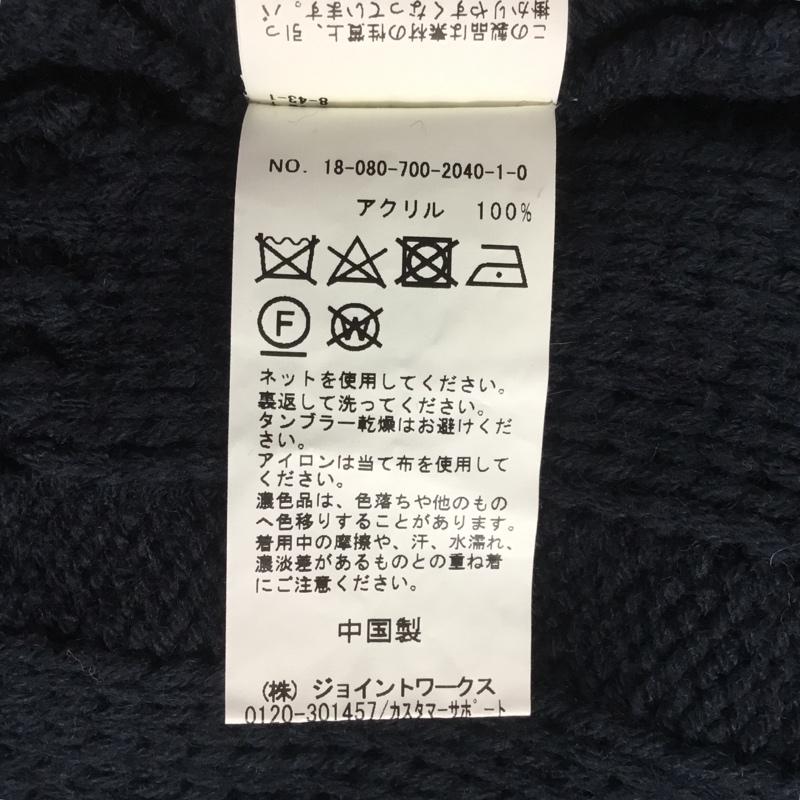 この製品は素材の性質上、引っ
掛かりやすくなっています。バ
8-43-1
NO. 18-080-700-2040-1-0
アクリル 100%
F
W
ネットを使用してください。
裏返して洗ってください。
タンブラー乾燥はお避けくだ
さい。
アイロンは当て布を使用して
ください。
濃色品は、色落ちや他のもの
へ色移りすることがあります。
着用中の摩擦や、汗、水濡れ、
濃淡差があるものとの重ね着
にご注意ください。
中国製
(株) ジョイントワークス
0120-301457/カスタマーサポート